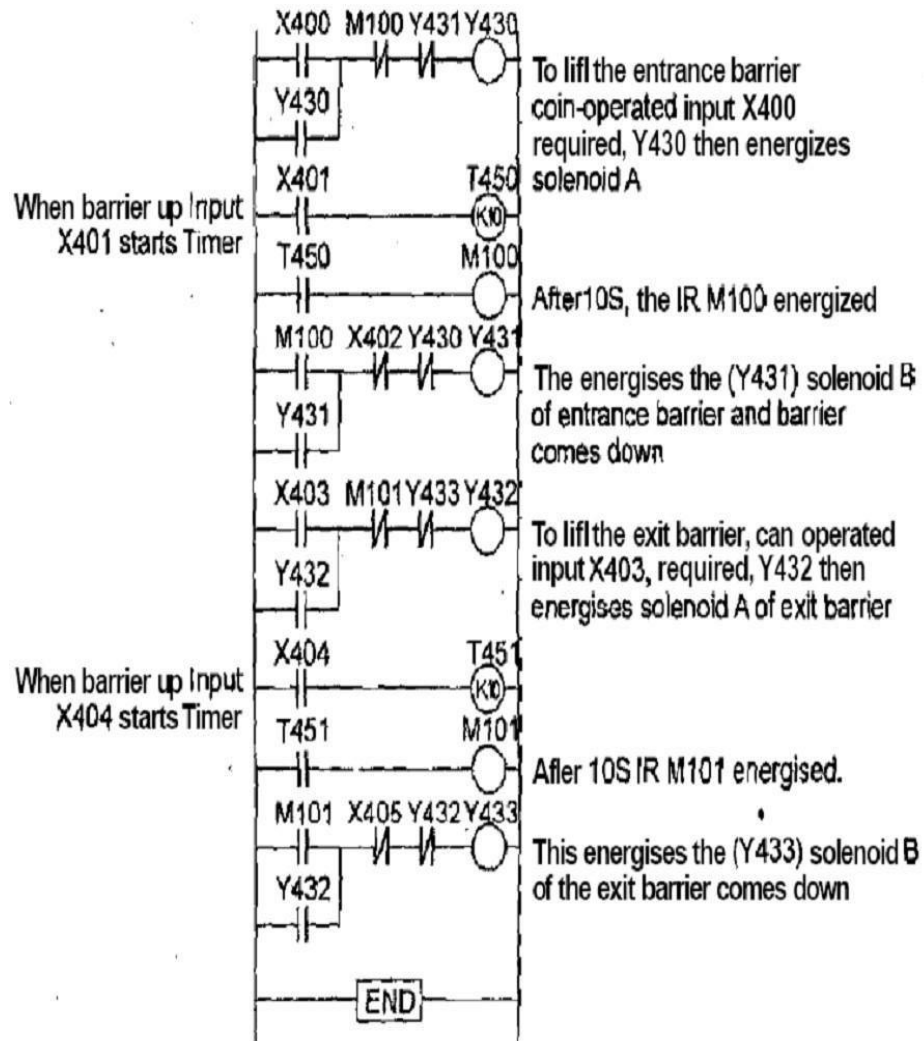 X400 M100 Y431 Y430
To lifl the entrance barrier
coin-operated input X400
required, Y430 then energizes
solenoid A
Y430
X401 T450
K10
When barrier up Input
X401 starts Timer
T450 M100
After10S, the IR M100 energized
M100 X402 Y430 Y431
The energises the (Y431) solenoid B
of entrance barrier and barrier
comes down
Y431
X403 M101 Y433 Y432
To lifl the exit barrier, can operated
input X403, required, Y432 then
energises solenoid A of exit barrier
Y432
X404 T451
K10
When barrier up Input
X404 starts Timer
T451 M101
Afler 10S IR M101 energised.
M101 X405 Y432 Y433
This energises the (Y433) solenoid B
of the exit barrier comes down
Y432
END